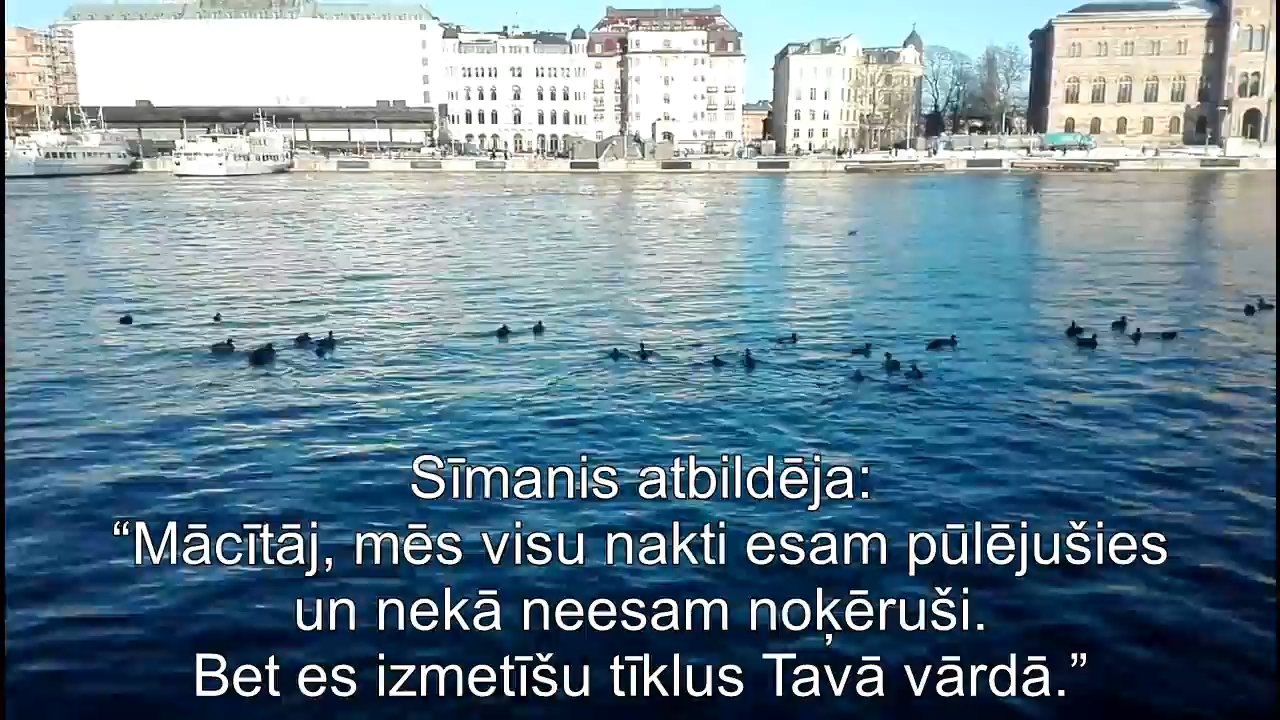 Sīmanis atbildēja:
“Mācītāj, mēs visu nakti esam pūlējušies
un nekā neesam noķēruši.
Bet es izmetīšu tīklus Tavā vārdā.”